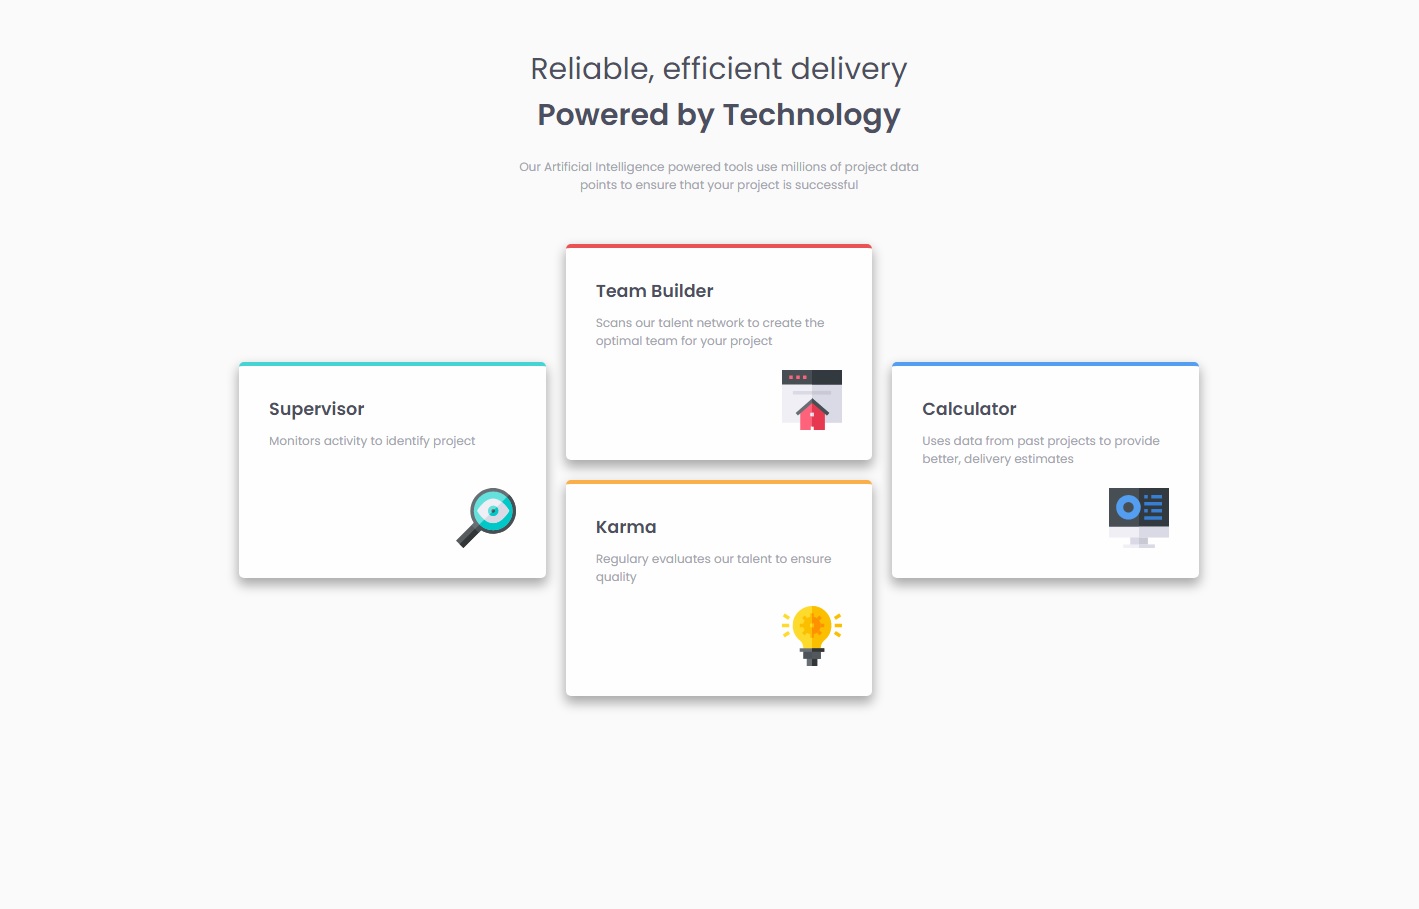 Reliable, efficient delivery
Powered by Technology
Our Artificial Intelligence powered tools use millions of project data
points to ensure that your project is successful
Supervisor
Monitors activity to identify project
Team Builder
Scans our talent network to create the
optimal team for your project
Karma
Regulary evaluates our talent to ensure
quality
Calculator
Uses data from past projects to provide
better, delivery estimates